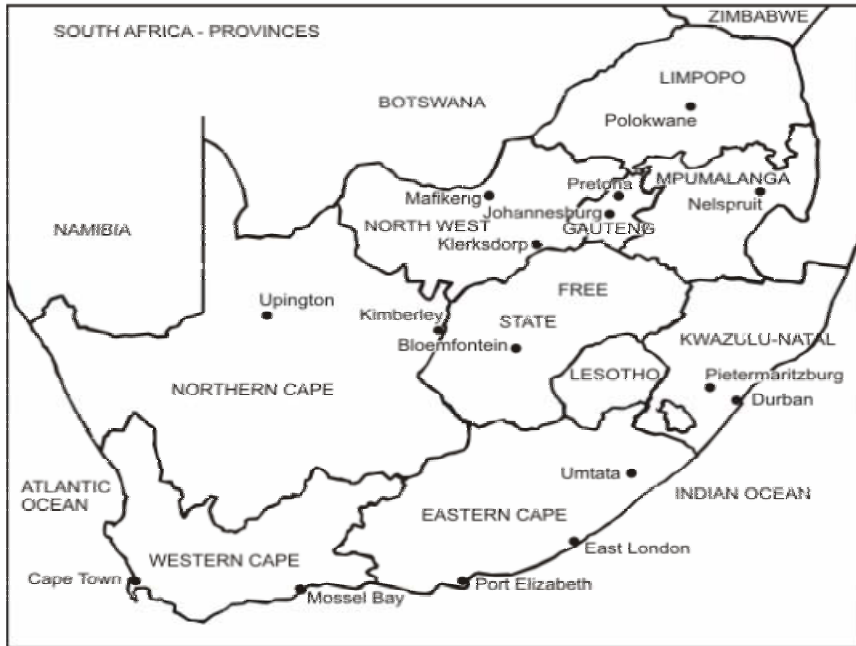 ZIMBABWE
SOUTH AFRICA - PROVINCES
LIMPOPO
BOTSWANA
Polokwane
Pretoria
MPUMALANGA
Mafikeng
Nelspruit
Johannesburg
NORTH WEST
GAUTENG
NAMIBIA
Klerksdorp
FREE
Upington
Kimberley
STATE
KWAZULU-NATAL
Bloemfontein
LESOTHO
Pietermaritzburg
NORTHERN CAPE
Durban
Umtata
ATLANTIC
OCEAN
INDIAN OCEAN
EASTERN CAPE
East London
WESTERN CAPE
Cape Town
Port Elizabeth
Mossel Bay